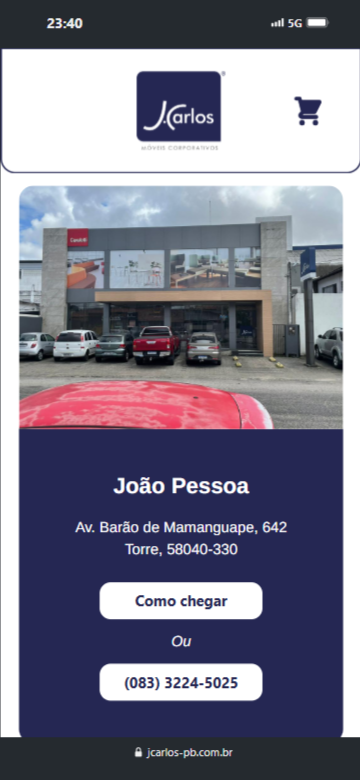 23:40
5G
J.Carlos
MÓVEIS CORPORATIVOS
João Pessoa
Av. Barão de Mamanguape, 642
Torre, 58040-330
Como chegar
Ou
(083) 3224-5025
jcarlos-pb.com.br